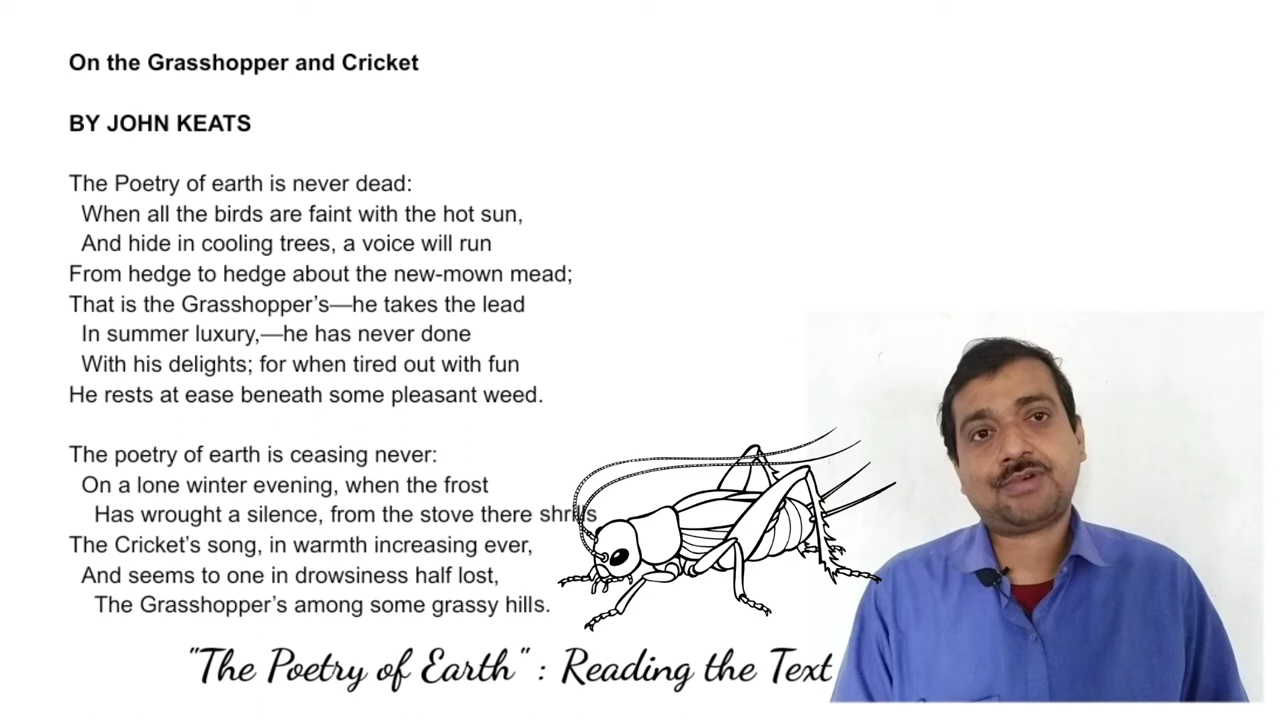 On the Grasshopper and Cricket
BY JOHN KEATS
The Poetry of earth is never dead:
When all the birds are faint with the hot sun,
And hide in cooling trees, a voice will run
From hedge to hedge about the new-mown mead;
That is the Grasshopper’s—he takes the lead
In summer luxury,—he has never done
With his delights; for when tired out with fun
He rests at ease beneath some pleasant weed.
The poetry of earth is ceasing never:
On a lone winter evening, when the frost
Has wrought a silence, from the stove there shrills
The Cricket’s song, in warmth increasing ever,
And seems to one in drowsiness half lost,
The Grasshopper’s among some grassy hills.
"The Poetry of Earth" : Reading the Text